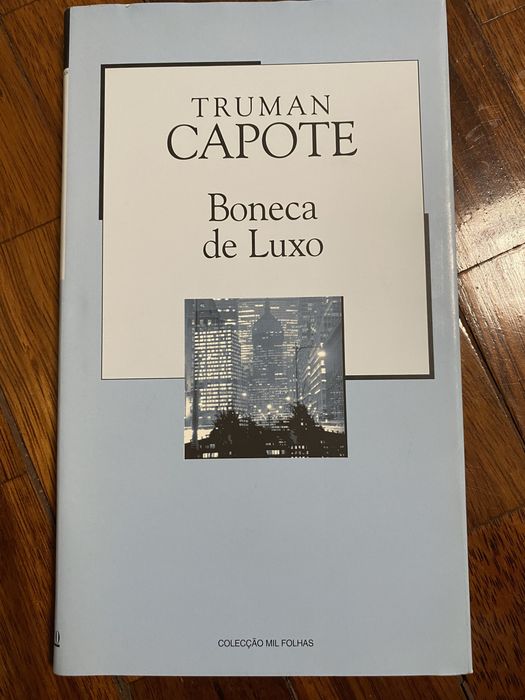 TRUMAN
CAPOTE
Boneca
de Luxo
COLECÇÃO MIL FOLHAS